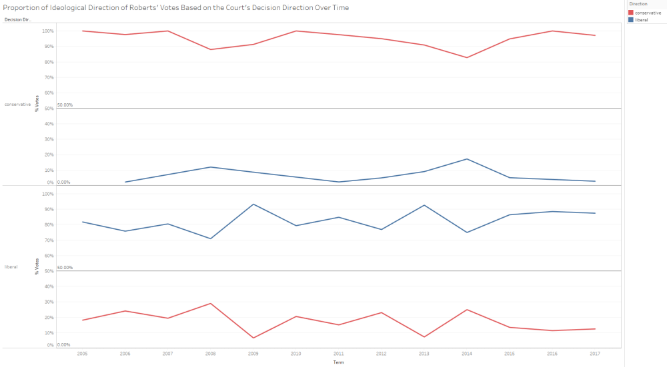 Proportion of Ideological Direction of Roberts' Votes Based on the Court's Decision Direction Over Time
Direction
conservative
liberal
Decision Dir..
100%
90%
80%
70%
60%
50%
40%
30%
20%
10%
0%
50.00%
0.00%
conservative
% Votes
100%
90%
80%
70%
60%
50%
40%
30%
20%
10%
0%
50.00%
0.00%
liberal
% Votes
2005 2006 2007 2008 2009 2010 2011 2012 2013 2014 2015 2016 2017
Term